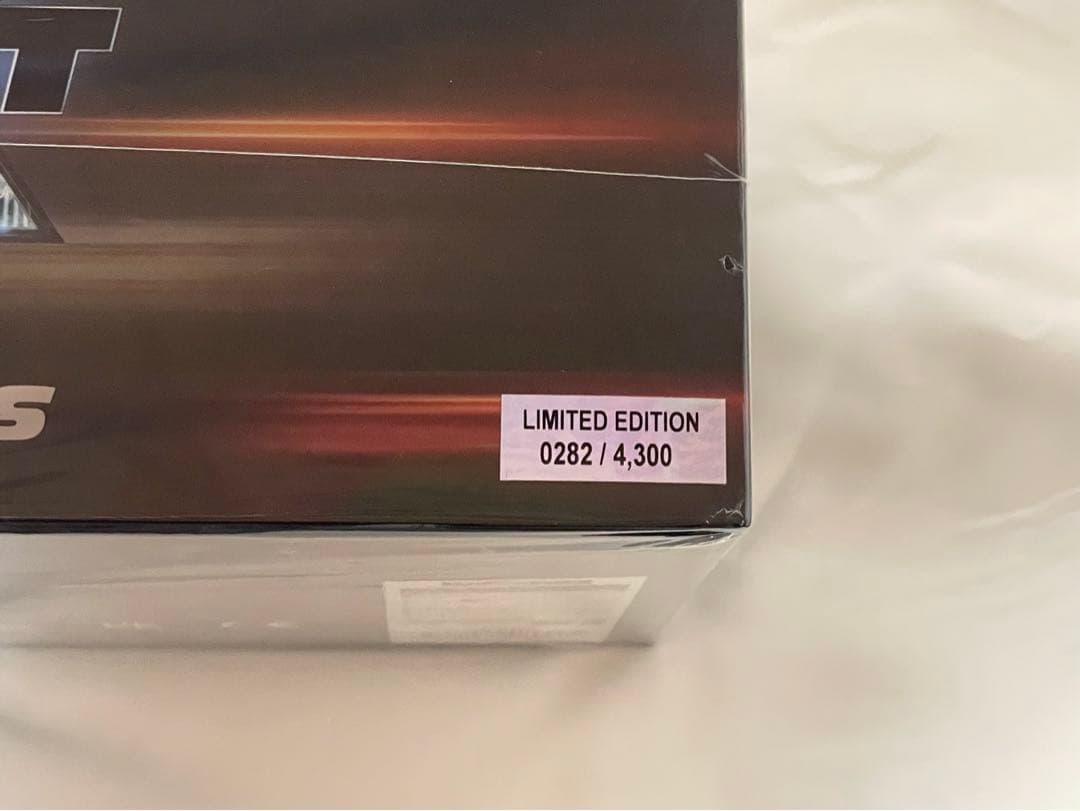 T
S
LIMITED EDITION
0282 / 4,300